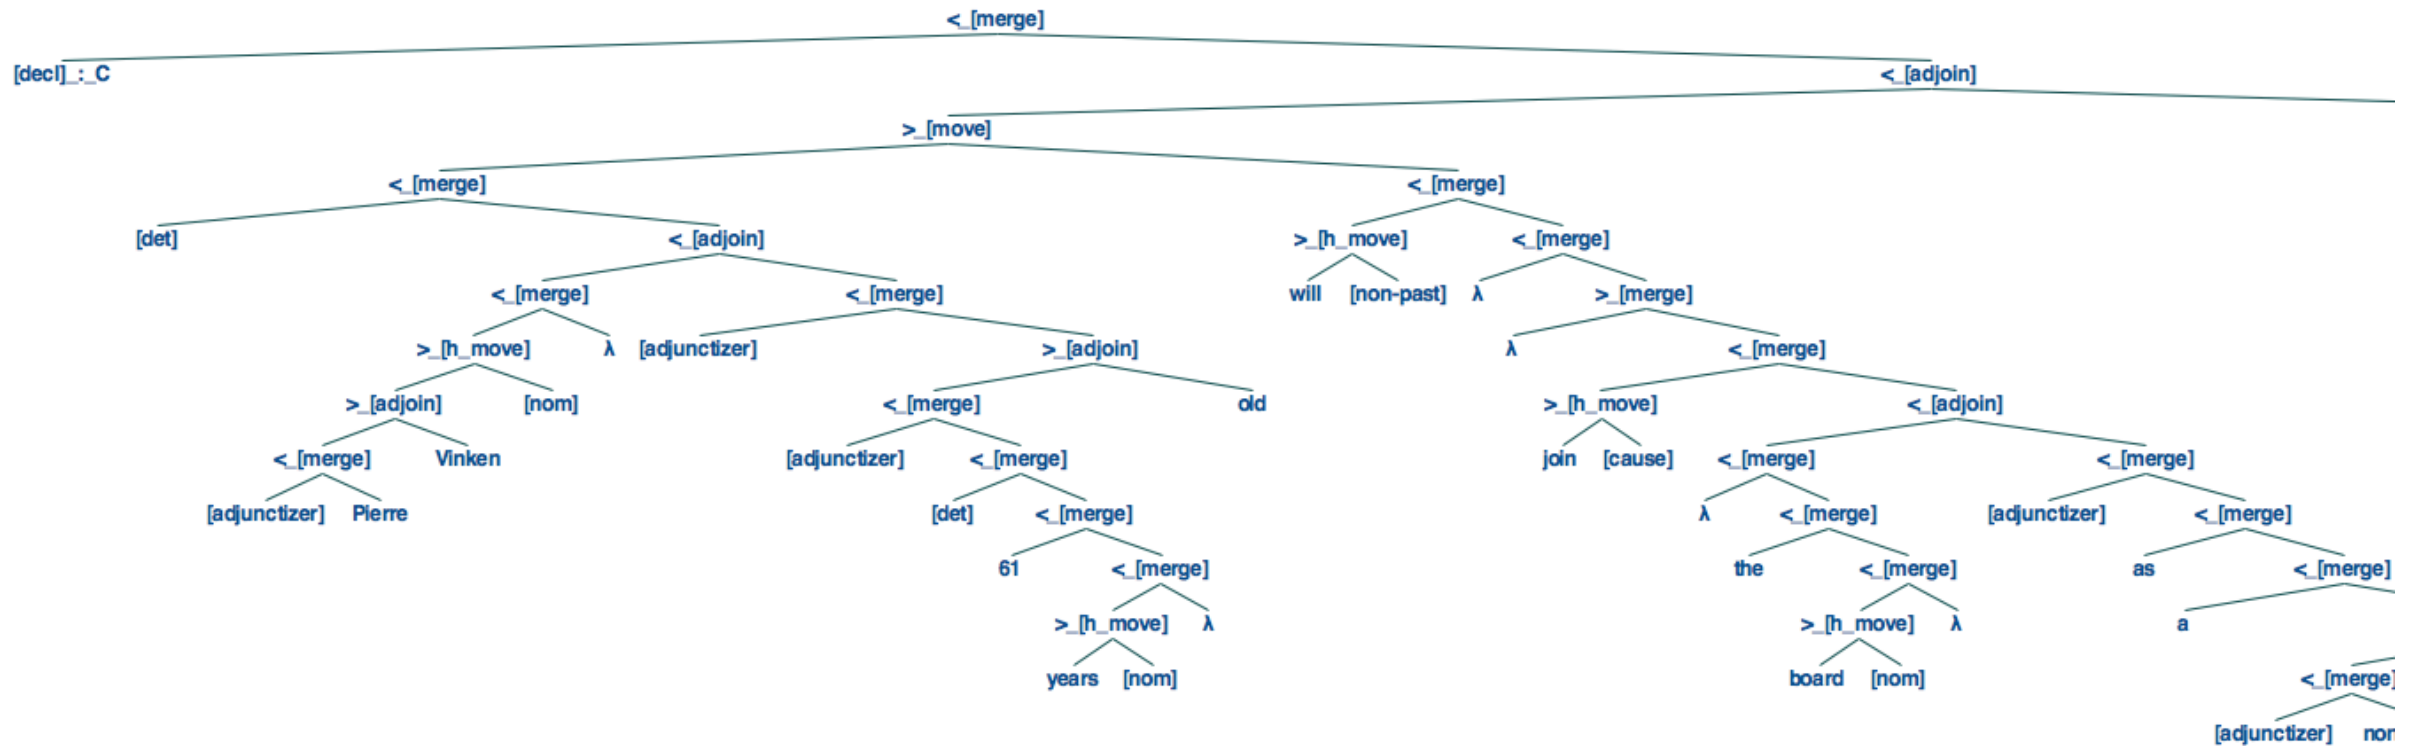 <_[merge]
[decl]_:_C <_[adjoin]
>_[move]
<_[merge] <_[merge]
[det] <_[adjoin] >_[h_move] <_[merge]
<_[merge] <_[merge] will [non-past] λ >_[merge]
>_[h_move] λ [adjunctizer] >_[adjoin] λ <_[merge]
>_[adjoin] [nom] <_[merge] old >_[h_move] <_[adjoin]
<_[merge] Vinken [adjunctizer] <_[merge] join [cause] <_[merge] <_[merge]
[adjunctizer] Pierre [det] <_[merge] λ <_[merge] [adjunctizer] <_[merge]
61 <_[merge] the <_[merge] as <_[merge]
>_[h_move] λ >_[h_move] λ a
years [nom] board [nom] <_[merge]
[adjunctizer] non